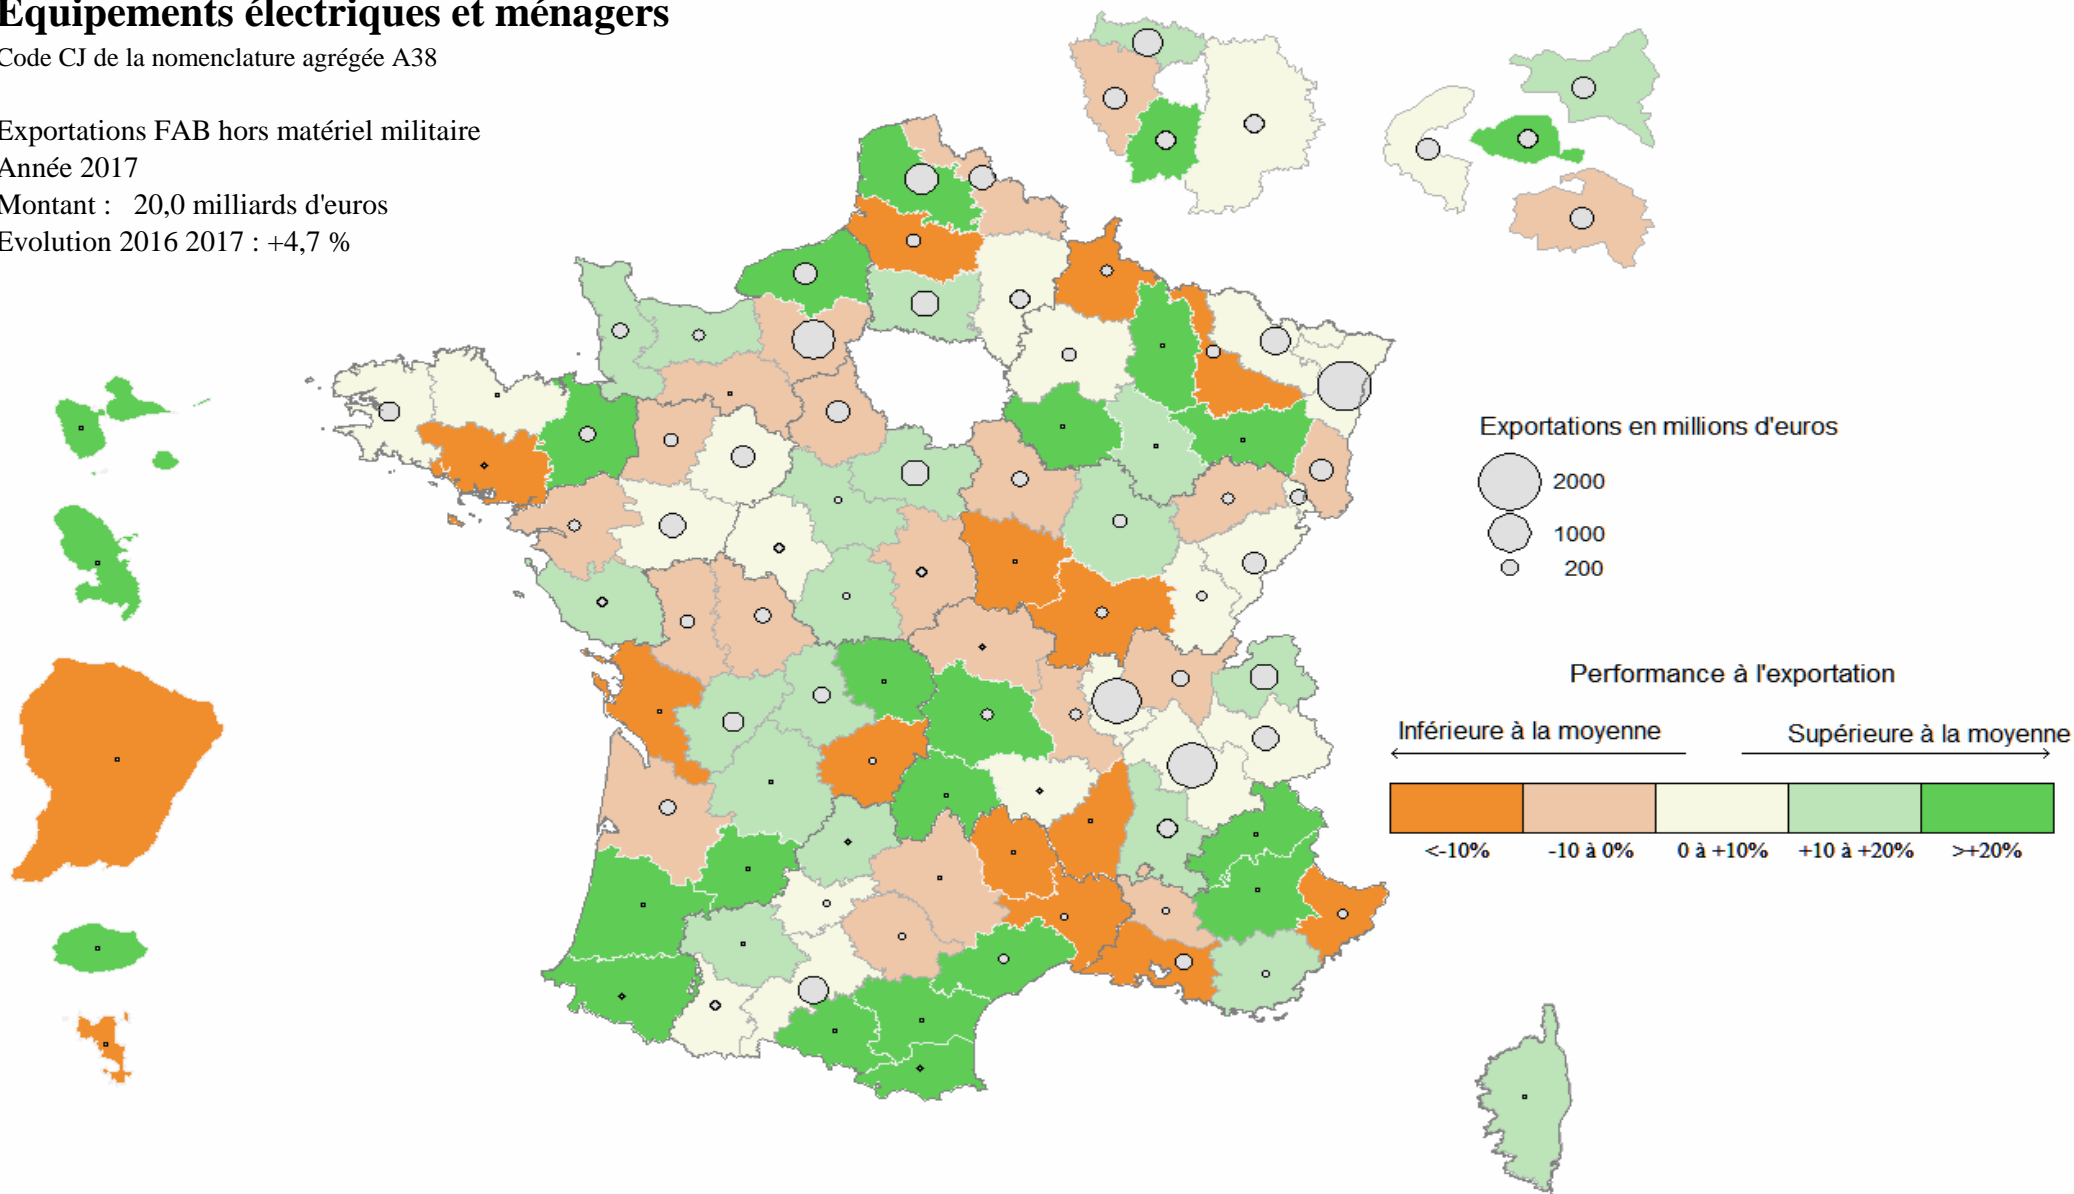 Equipements électriques et ménagers
Code CJ de la nomenclature agrégée A38
Exportations FAB hors matériel militaire
Année 2017
Montant : 20,0 milliards d'euros
Evolution 2016 2017 : +4,7 %
Exportations en millions d'euros
2000
1000
200
Performance à l'exportation
Inférieure à la moyenne
Supérieure à la moyenne
<-10%
-10 à 0%
0 à +10%
+10 à +20%
>+20%